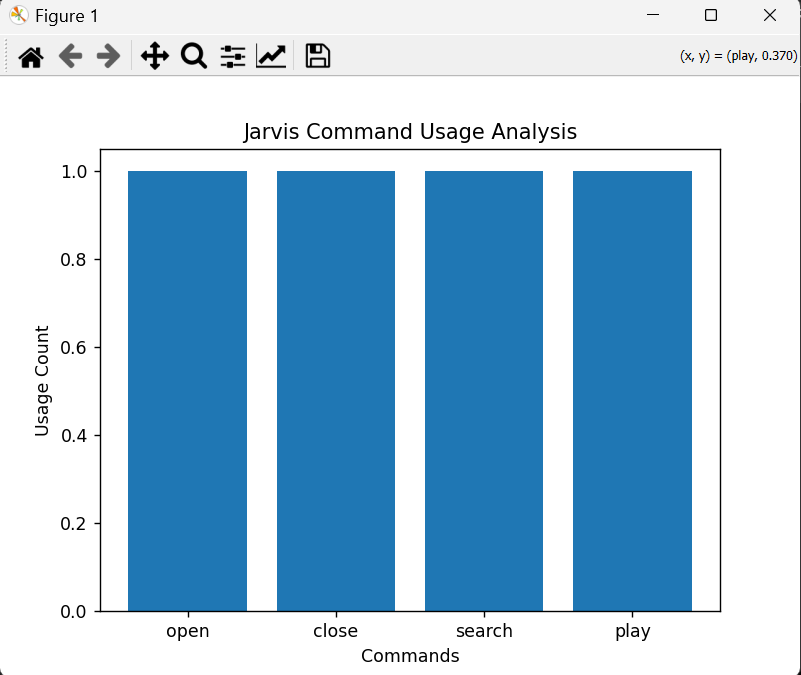 Figure 1
(x, y) = (play, 0.370)
Jarvis Command Usage Analysis
1.0
0.8
0.6
0.4
0.2
0.0
Usage Count
open close search play
Commands